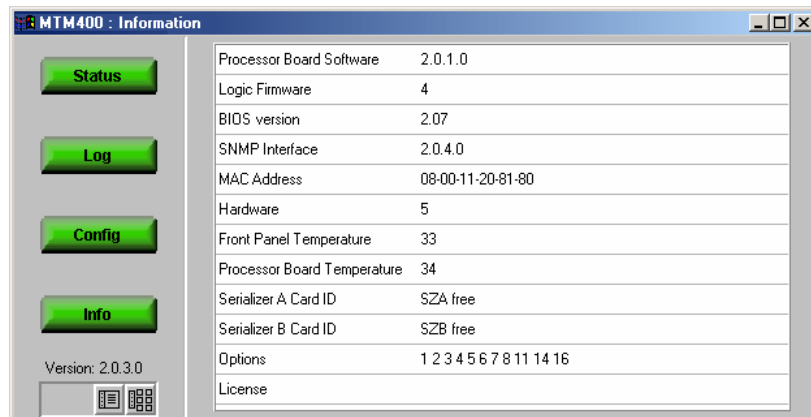 MTM400 : Information
Status
Log
Config
Info
Version: 2.0.3.0
Processor Board Software 2.0.1.0
Logic Firmware 4
BIOS version 2.07
SNMP Interface 2.0.4.0
MAC Address 08-00-11-20-81-80
Hardware 5
Front Panel Temperature 33
Processor Board Temperature 34
Serializer A Card ID SZA free
Serializer B Card ID SZB free
Options 1 2 3 4 5 6 7 8 11 14 16
License